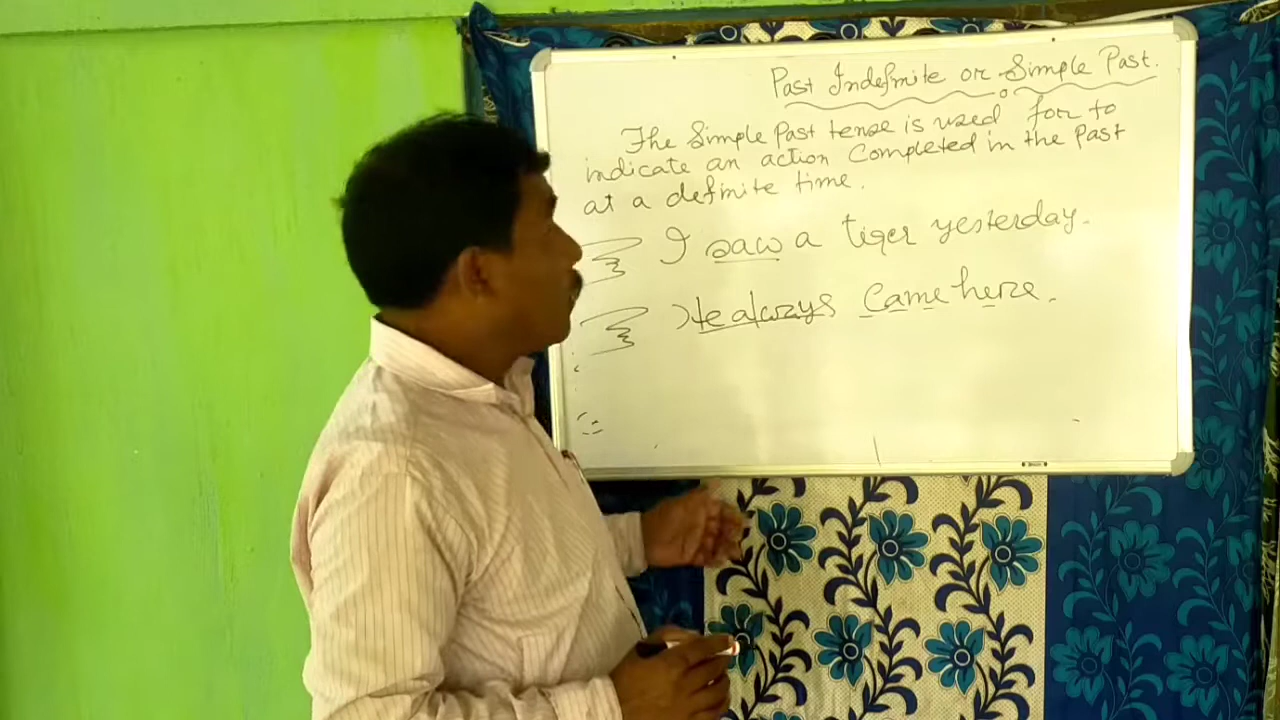 Past Indefinite or Simple Past.
The Simple Past tense is used for to
indicate an action Completed in the Past
at a definite time.
I saw a tiger yesterday.
He always Came here.